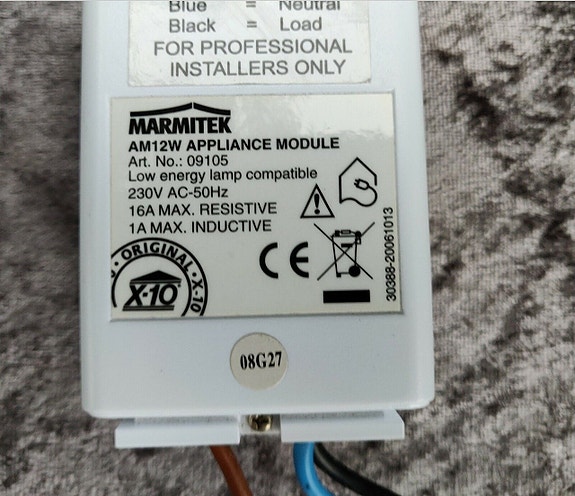 Blue = Neutral
Black = Load
FOR PROFESSIONAL
INSTALLERS ONLY
MARMITEK
AM12W APPLIANCE MODULE
Art. No.: 09105
Low energy lamp compatible
230V AC-50Hz
16A MAX. RESISTIVE
1A MAX. INDUCTIVE
ORIGINAL · X-10
X-10
CE
30388-20061013
08G27